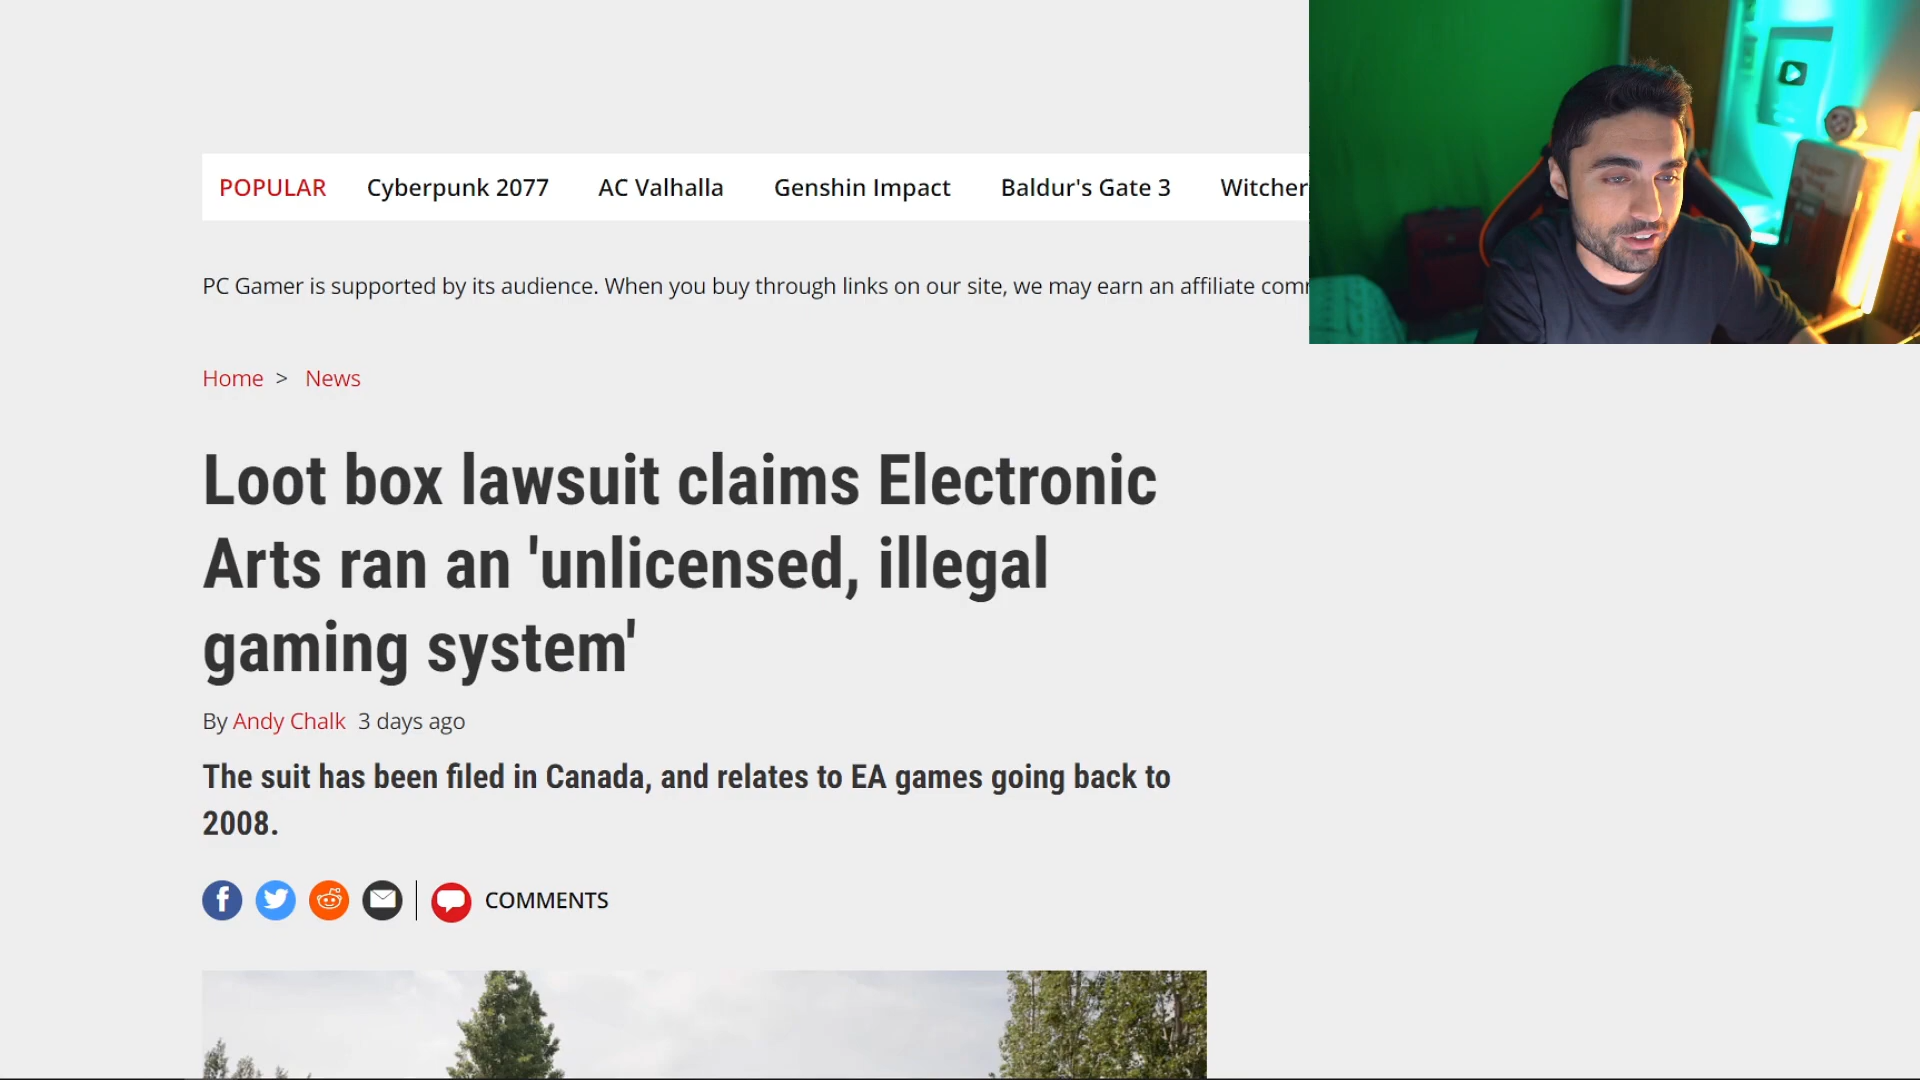 POPULAR Cyberpunk 2077 AC Valhalla Genshin Impact Baldur's Gate 3 Witcher
PC Gamer is supported by its audience. When you buy through links on our site, we may earn an affiliate
Home > News
Loot box lawsuit claims Electronic
Arts ran an 'unlicensed, illegal
gaming system'
By Andy Chalk 3 days ago
The suit has been filed in Canada, and relates to EA games going back to
2008.
COMMENTS